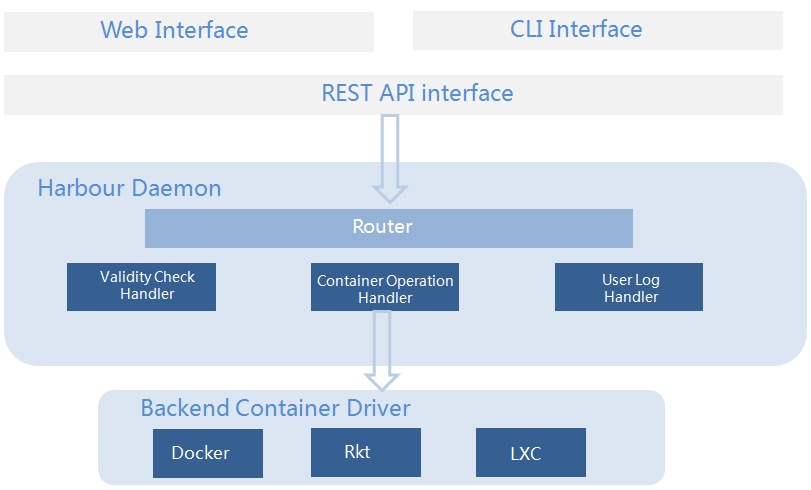 Web Interface
CLI Interface
REST API interface
Harbour Daemon
Router
Validity Check
Handler
Container Operation
Handler
User Log
Handler
Backend Container Driver
Docker
Rkt
LXC